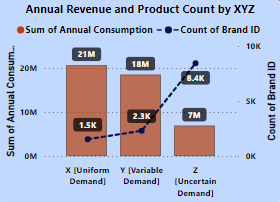 Annual Revenue and Product Count by XYZ
Sum of Annual Consumption Count of Brand ID
Sum of Annual Consum...
20M
10M
0M
21M
18M
7M
1.5K
2.3K
8.4K
10K
5K
0K
Count of Brand ID
X [Uniform Demand]
Y [Variable Demand]
Z [Uncertain Demand]